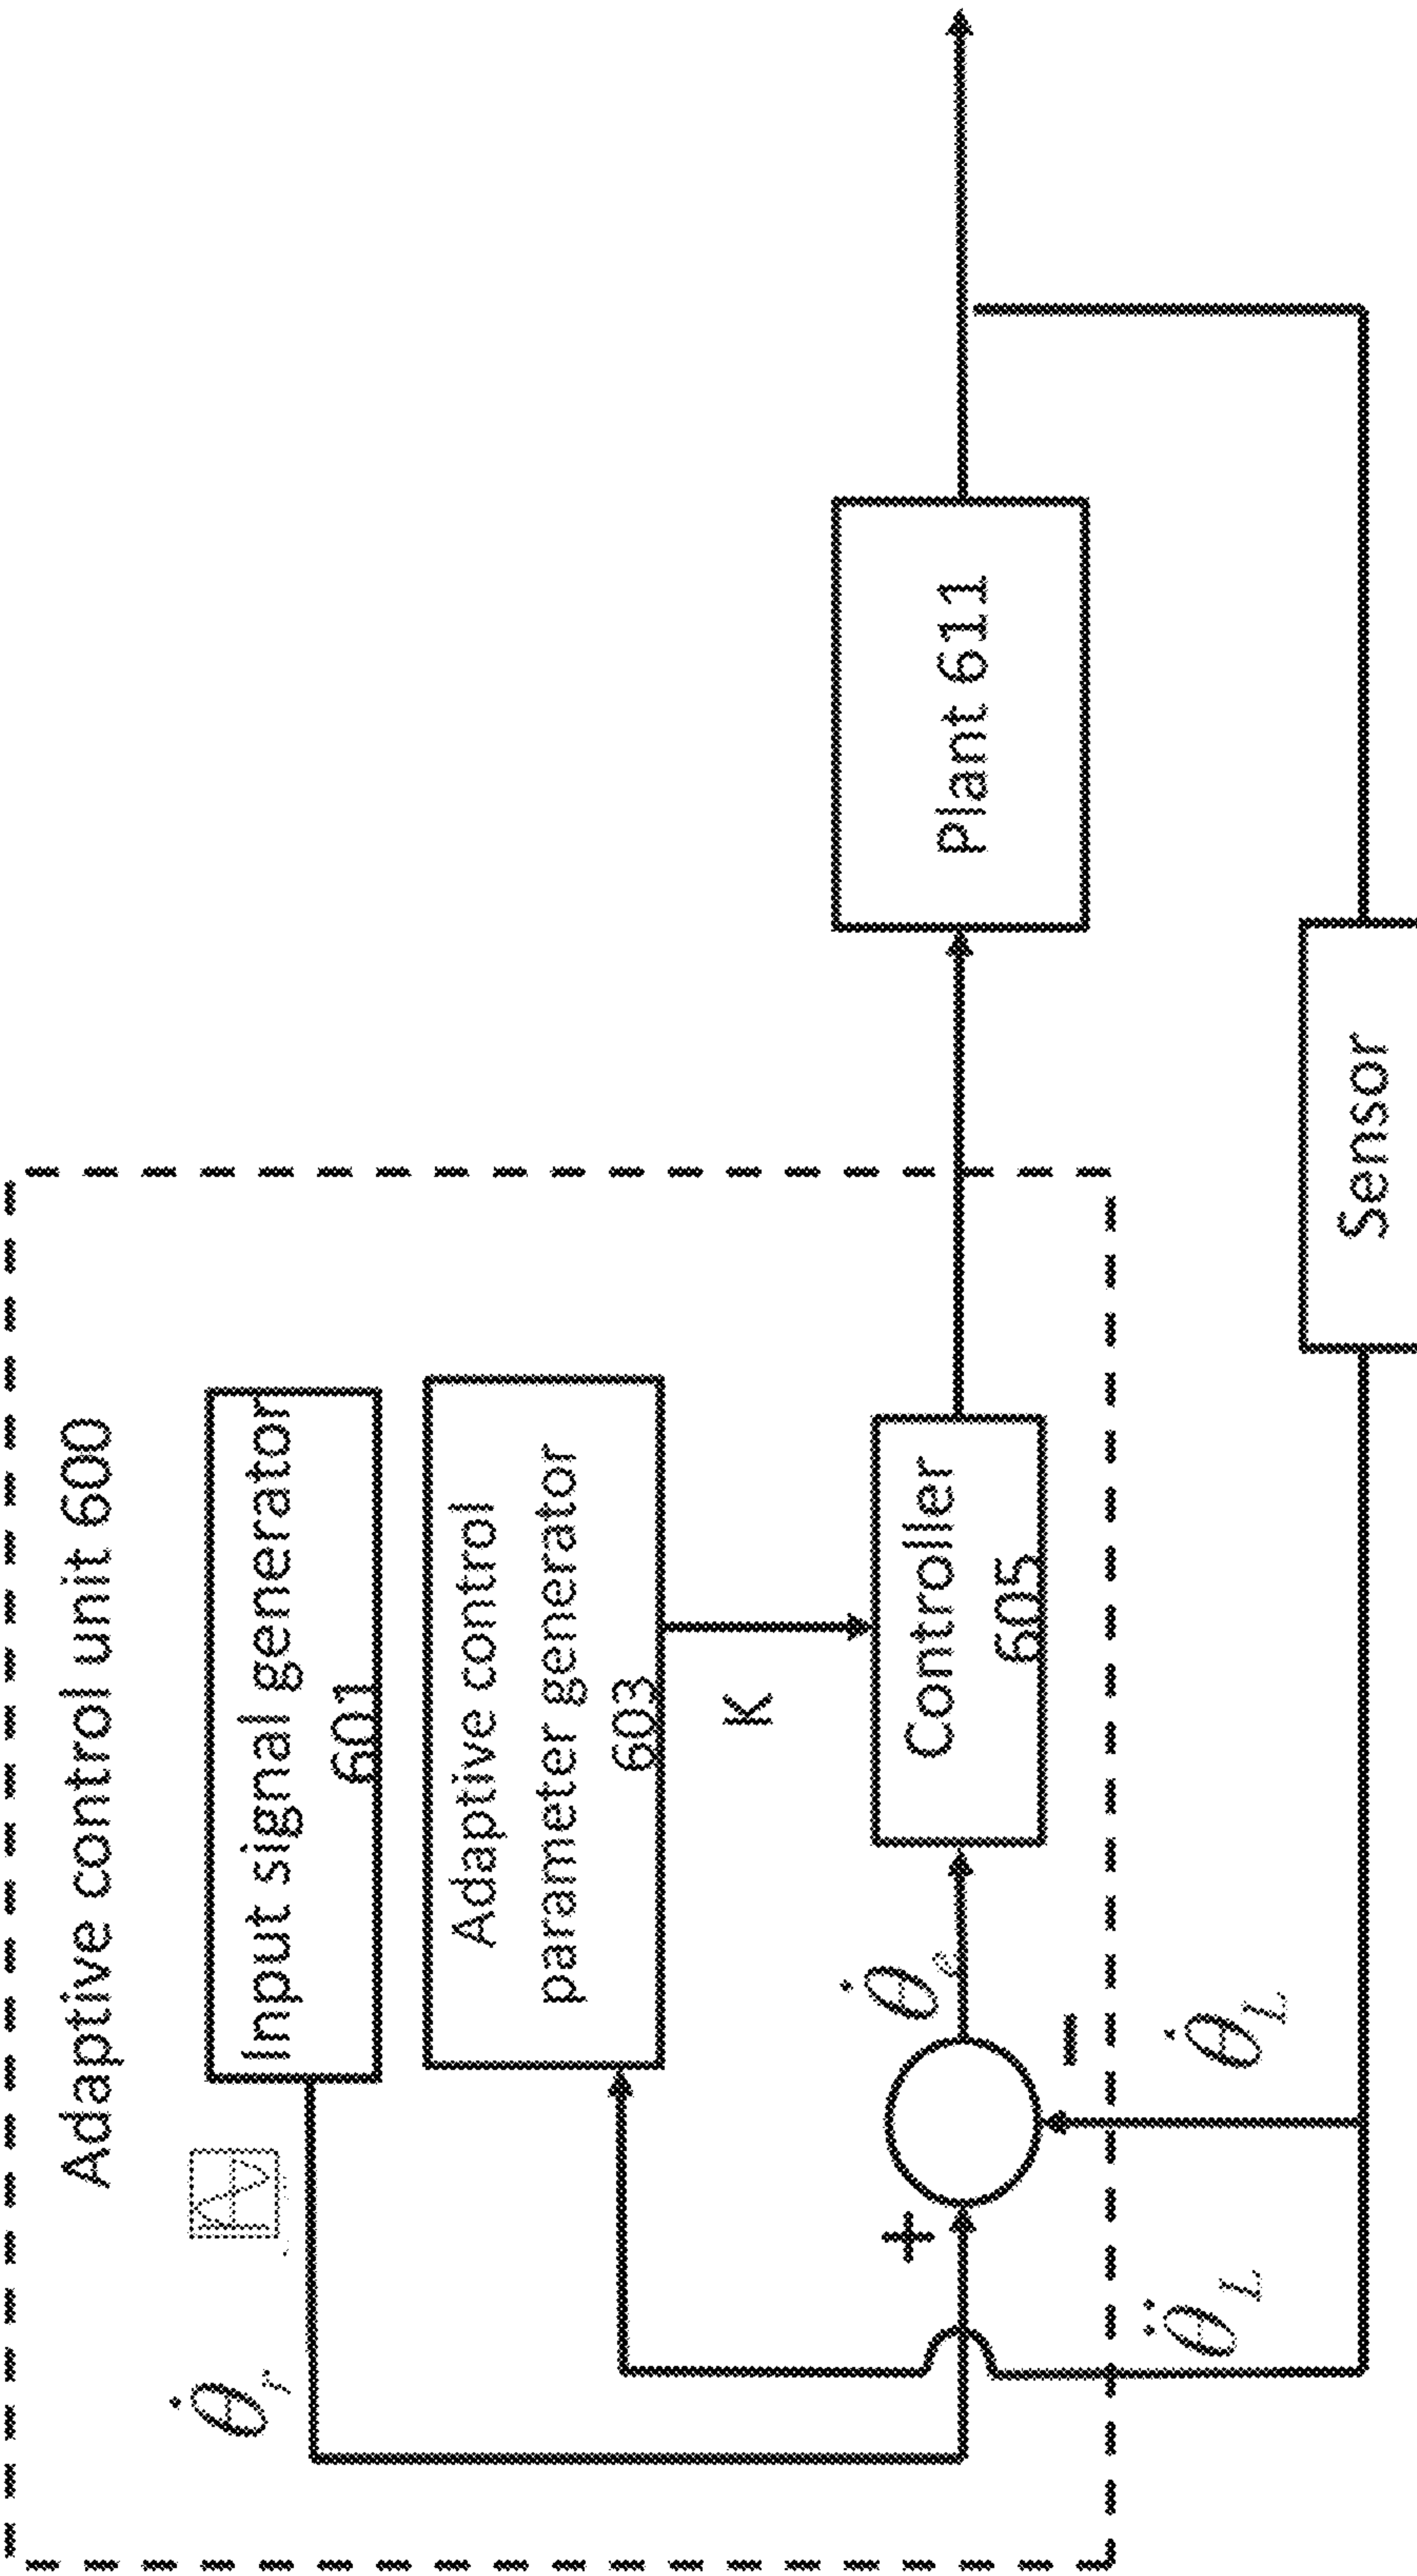 Adaptive control unit 600
Input signal generator
601
θ̇r
Adaptive control
parameter generator
603
K
Controller
605
Plant 611
+
θ̇e
−
θ̈L
θ̇L
Sensor